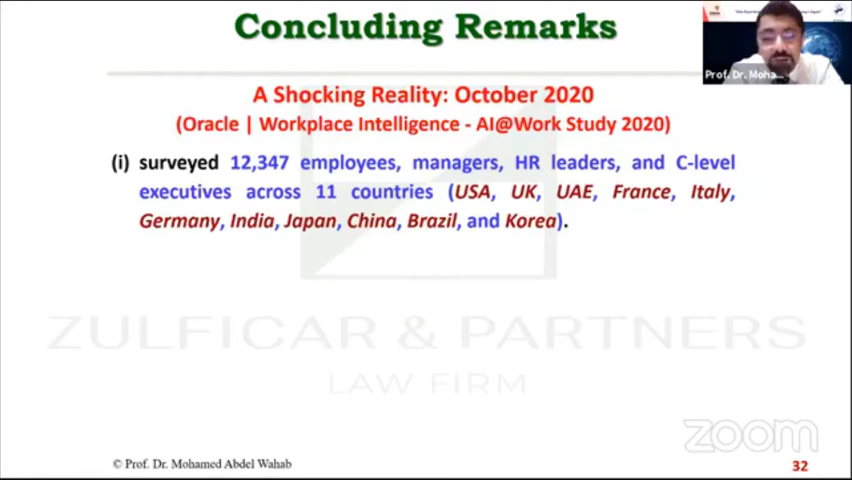 Concluding Remarks
Prof. Dr. Moha...
A Shocking Reality: October 2020
(Oracle | Workplace Intelligence - AI@Work Study 2020)
(i) surveyed 12,347 employees, managers, HR leaders, and C-level
executives across 11 countries (USA, UK, UAE, France, Italy,
Germany, India, Japan, China, Brazil, and Korea).
ZULFICAR & PARTNERS
LAW FIRM
zoom
© Prof. Dr. Mohamed Abdel Wahab
32